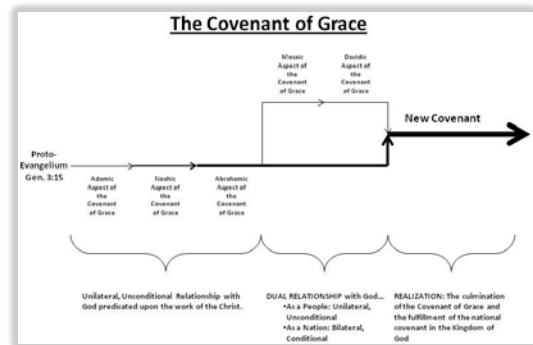 The Covenant of Grace
Mosaic
Aspect of
the
Covenant
of Grace
Davidic
Aspect of
the
Covenant
of Grace
New Covenant
Proto-
Evangelium
Gen. 3:15
Adamic
Aspect of
the
Covenant
of Grace
Noahic
Aspect of
the
Covenant
of Grace
Abrahamic
Aspect of
the
Covenant
of Grace
Unilateral, Unconditional Relationship with
God predicated upon the work of the Christ.
DUAL RELATIONSHIP with God...
•As a People: Unilateral,
Unconditional
•As a Nation: Bilateral,
Conditional
REALIZATION: The culmination
of the Covenant of Grace and
the fulfillment of the national
covenant in the Kingdom of
God